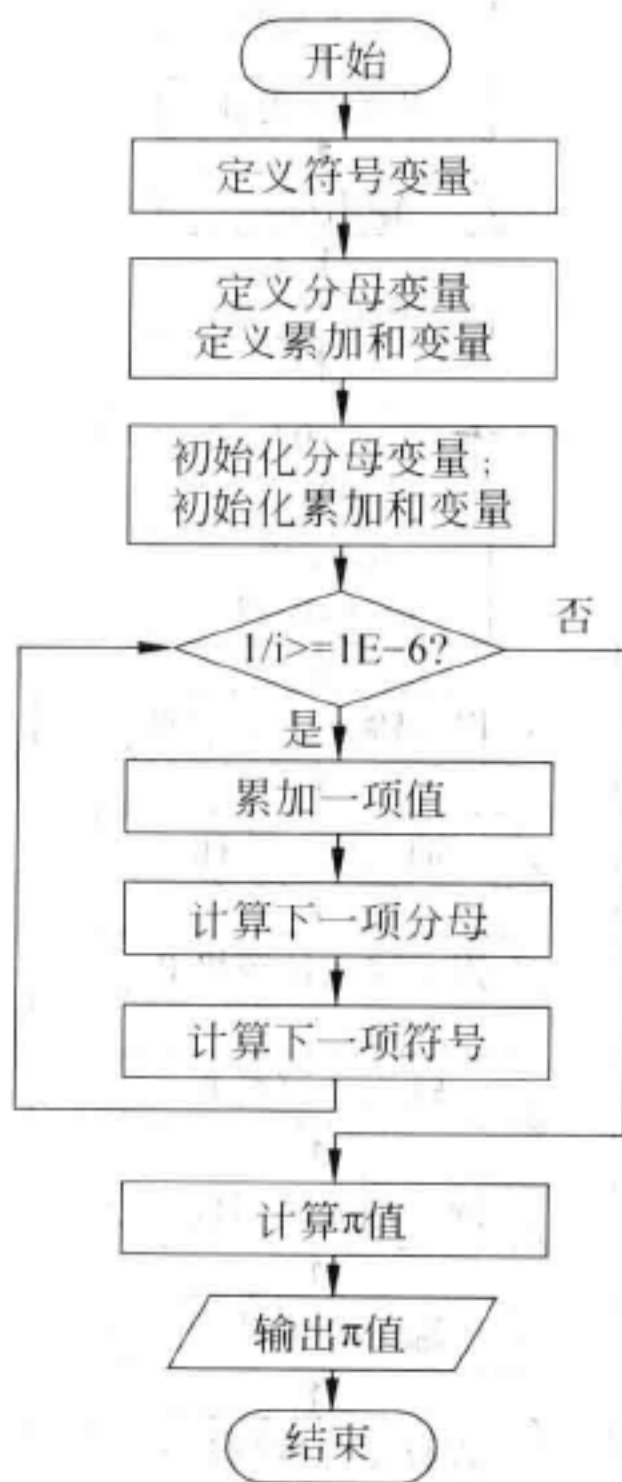 开始
定义符号变量
定义分母变量
定义累加和变量
初始化分母变量;
初始化累加和变量
1/i>=1E-6?
否
是
累加一项值
计算下一项分母
计算下一项符号
计算π值
输出π值
结束